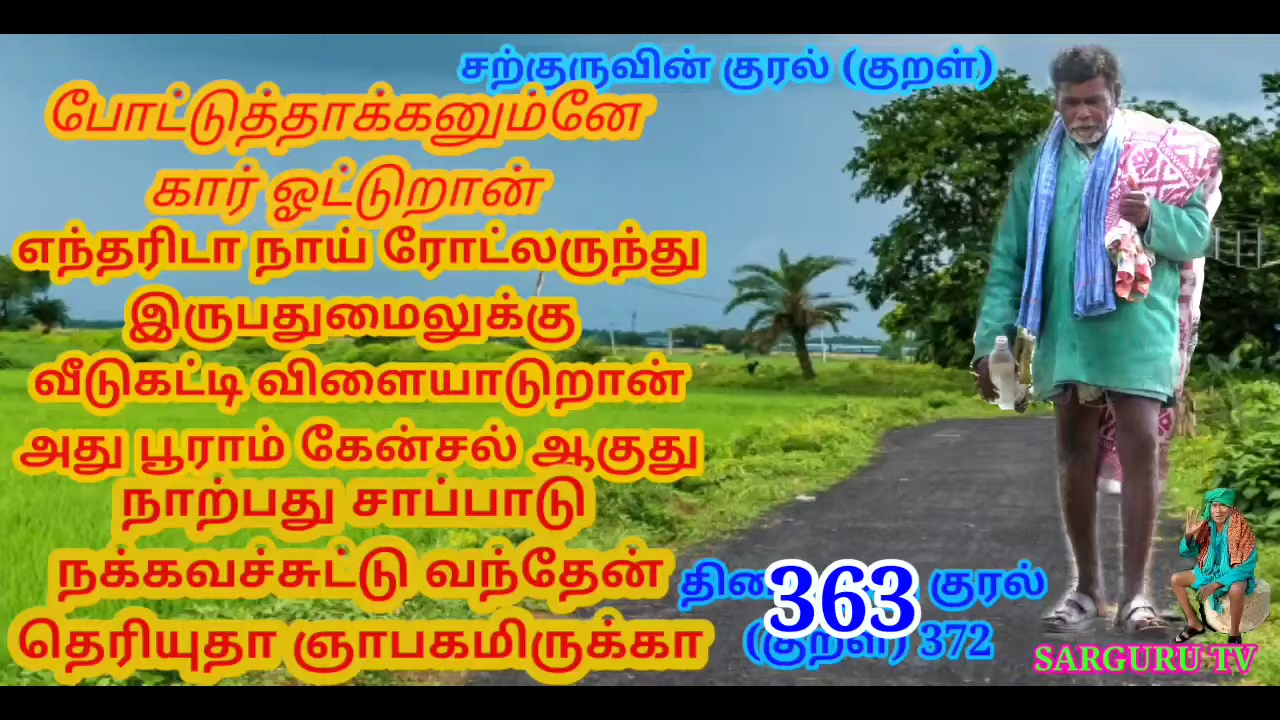 சற்குருவின் குரல் (குறள்)
போட்டுத்தாக்கனும்னே
கார் ஓட்டுறான்
எந்தரிடா நாய் ரோட்லருந்து
இருபதுமைலுக்கு
வீடுகட்டி விளையாடுறான்
அது பூராம் கேன்சல் ஆகுது
நாற்பது சாப்பாடு
நக்கவச்சுட்டு வந்தேன்
தெரியுதா ஞாபகமிருக்கா
குரல்
363
(குறள்) 372
SARGURU TV